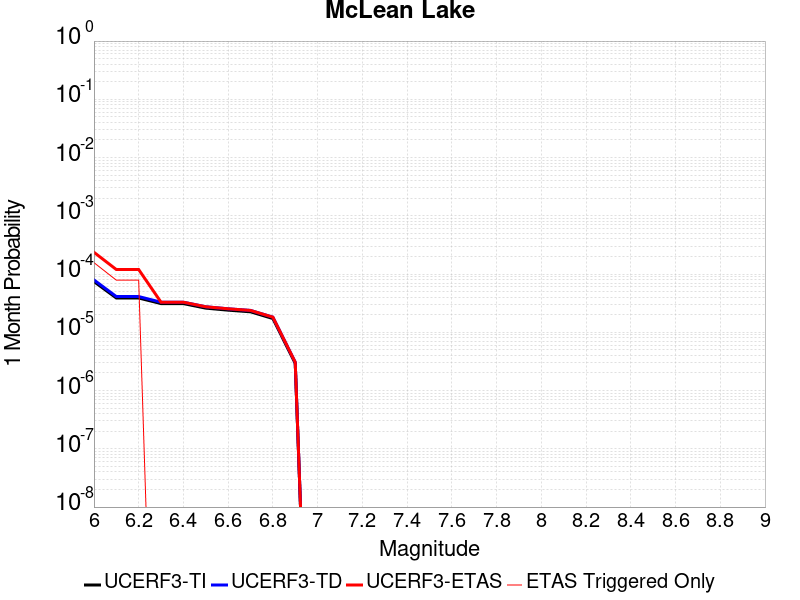 McLean Lake
10^0
10^-1
10^-2
10^-3
10^-4
10^-5
10^-6
10^-7
10^-8
1 Month Probability
6 6.2 6.4 6.6 6.8 7 7.2 7.4 7.6 7.8 8 8.2 8.4 8.6 8.8 9
Magnitude
UCERF3-TI UCERF3-TD UCERF3-ETAS ETAS Triggered Only